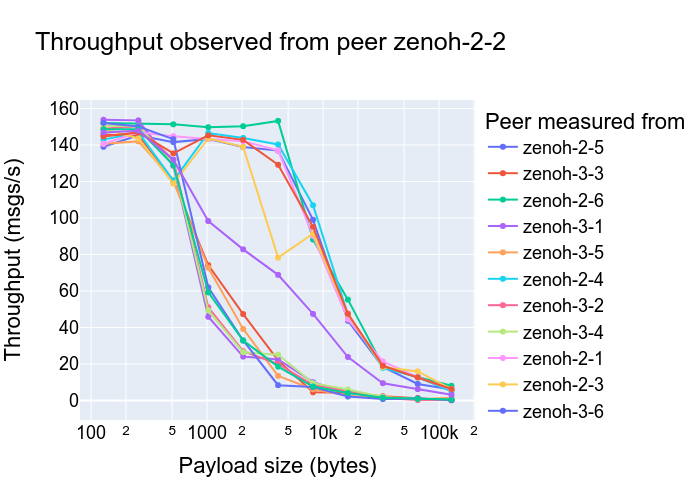 Throughput observed from peer zenoh-2-2
Throughput (msgs/s)
160
140
120
100
80
60
40
20
0
100 2 5 1000 2 5 10k 2 5 100k 2
Payload size (bytes)
Peer measured from
zenoh-2-5
zenoh-3-3
zenoh-2-6
zenoh-3-1
zenoh-3-5
zenoh-2-4
zenoh-3-2
zenoh-3-4
zenoh-2-1
zenoh-2-3
zenoh-3-6